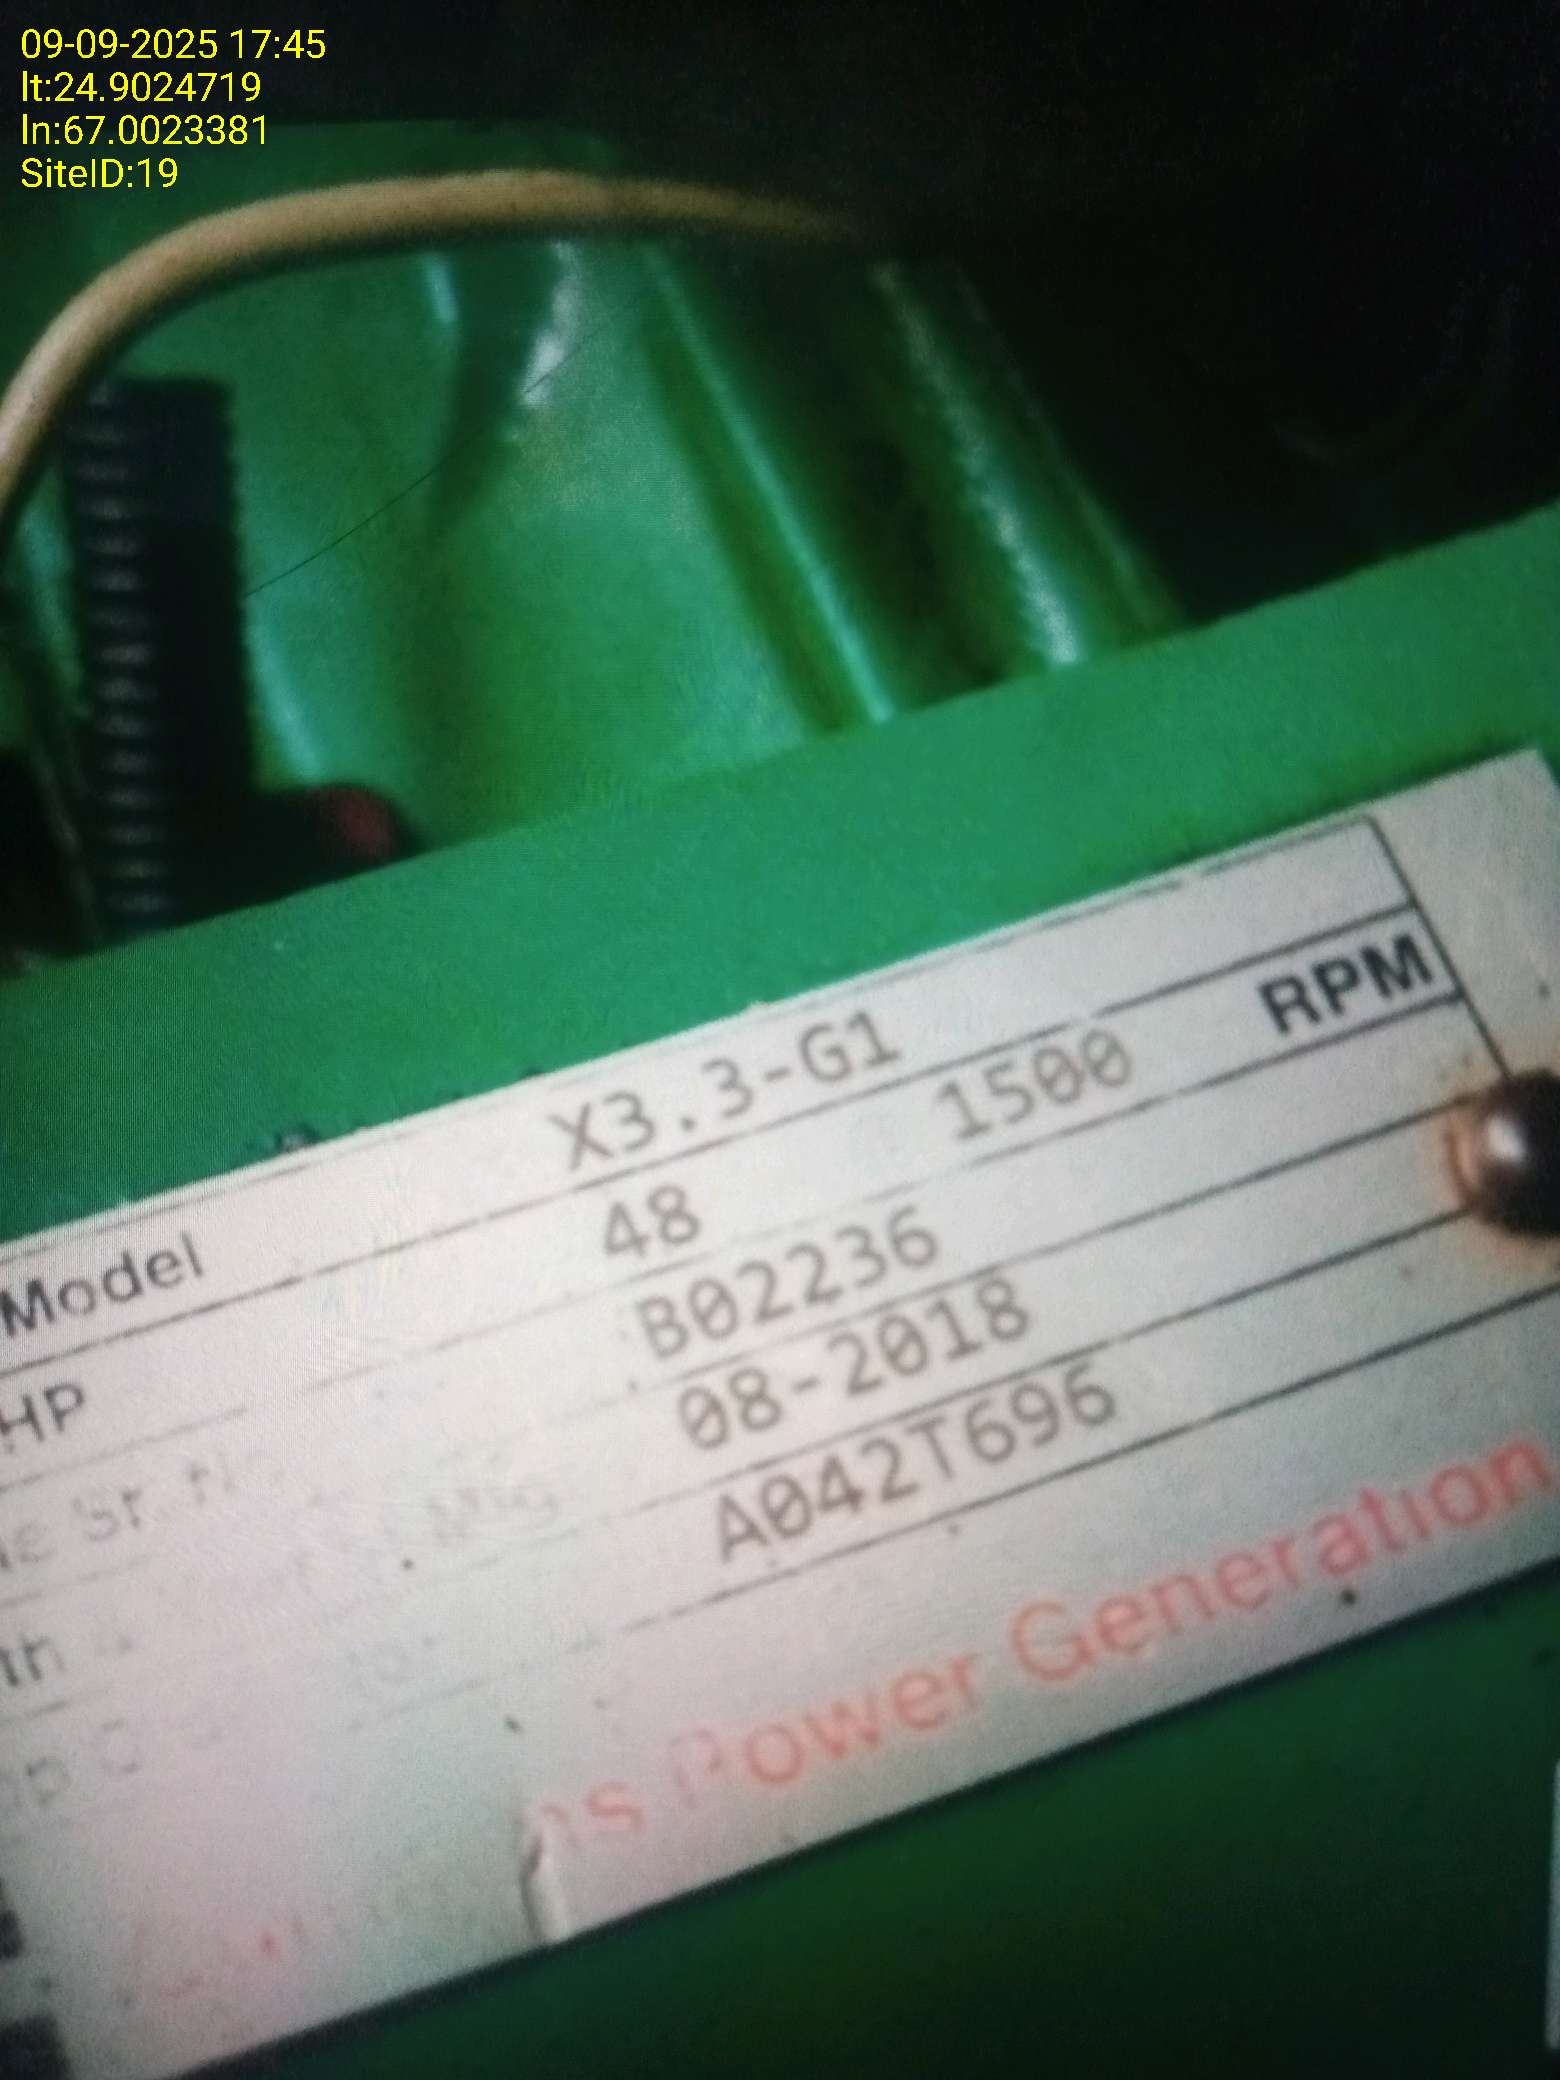 09-09-2025 17:45
lt:24.9024719
ln:67.0023381
SiteID:19
Model X3.3-G1
HP 48 1500 RPM
Sr. B02236
08-2018
A042T696
Power Generation